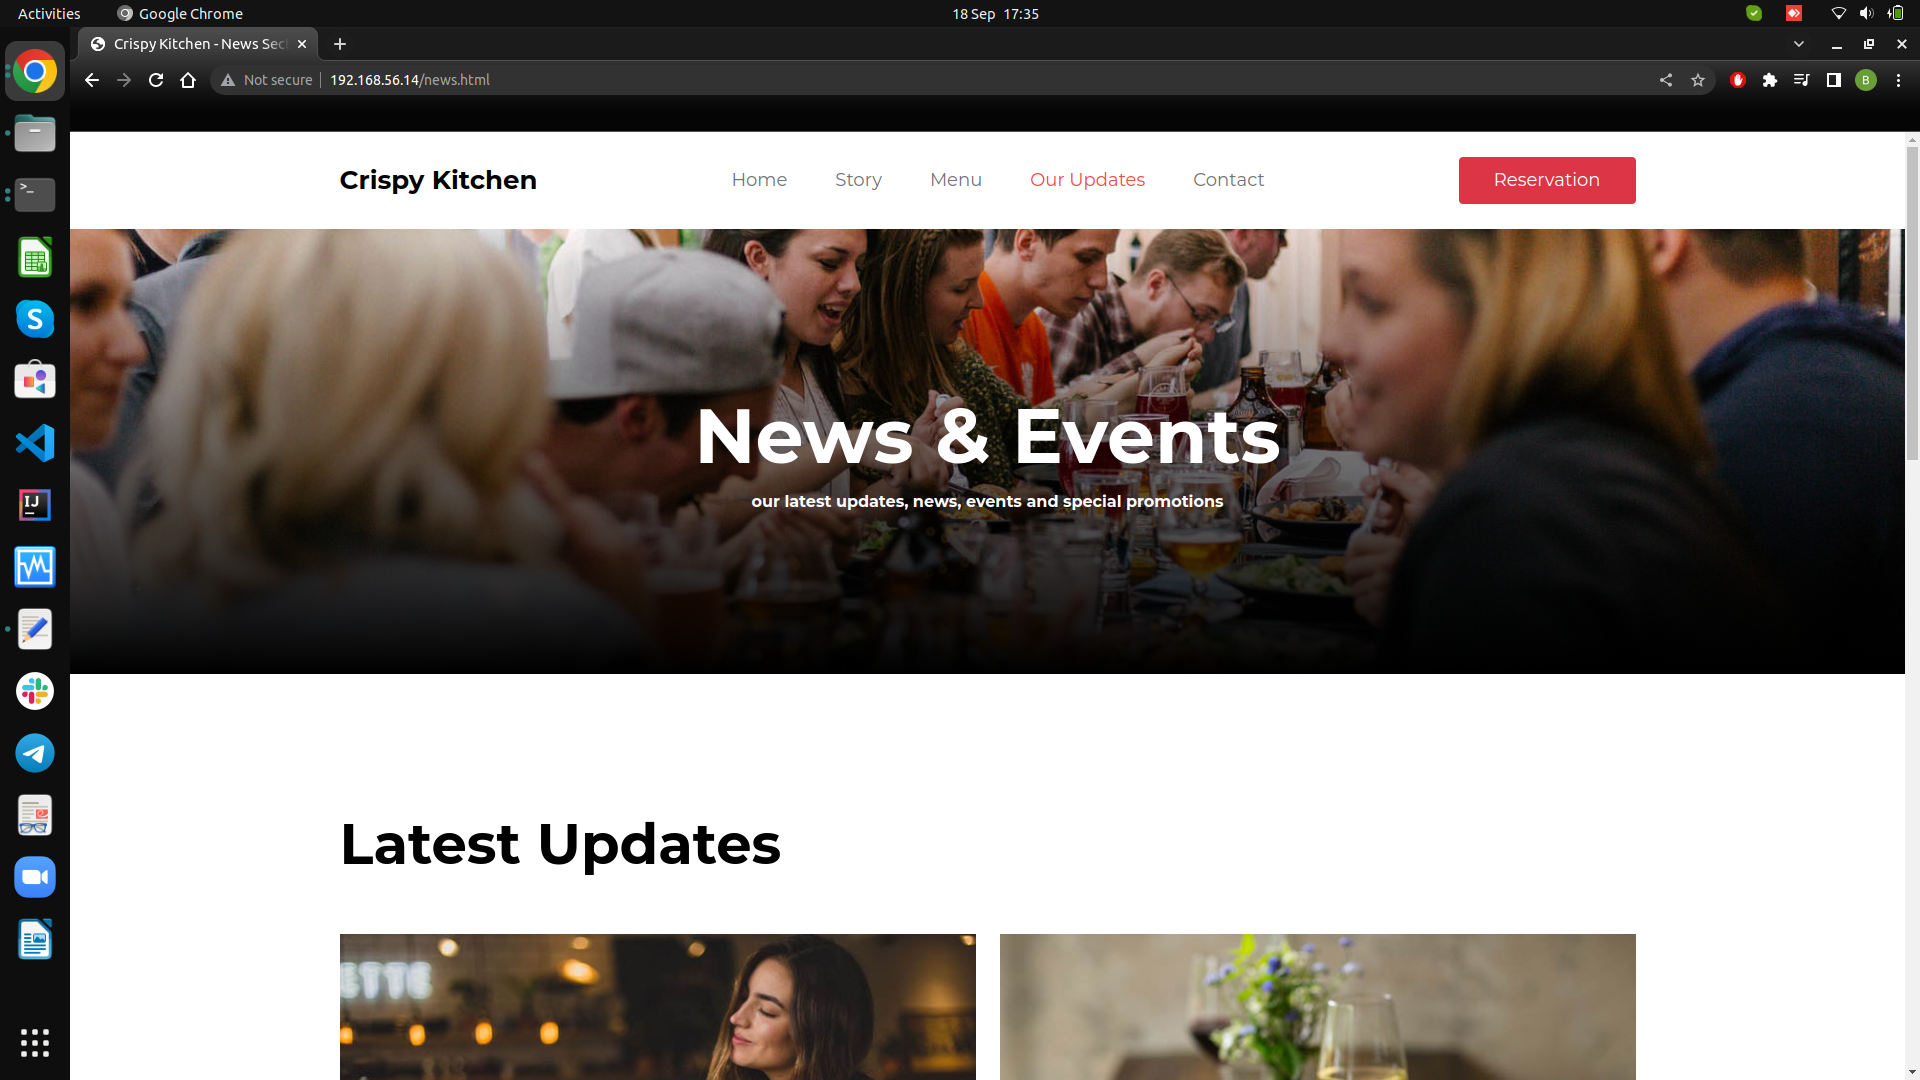 Activities
Google Chrome
18 Sep 17:35
Crispy Kitchen - News Sec
Not secure
192.168.56.14/news.html
B
Crispy Kitchen
Home
Story
Menu
Our Updates
Contact
Reservation
News & Events
our latest updates, news, events and special promotions
Latest Updates
ETTE
>_
S
IJ